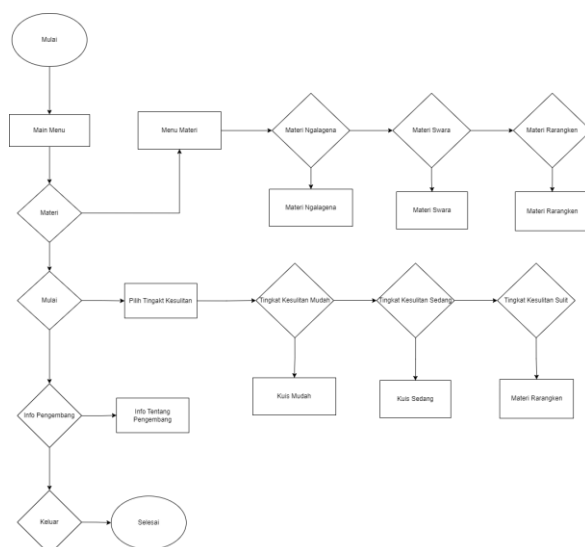 Mulai
Main Menu
Menu Materi
Materi Ngalagena
Materi Swara
Materi Rarangken
Materi Ngalagena
Materi Swara
Materi Rarangken
Materi
Mulai
Pilih Tingakt Kesulitan
Tingkat Kesulitan Mudah
Tingkat Kesulitan Sedang
Tingkat Kesulitan Sulit
Kuis Mudah
Kuis Sedang
Materi Rarangken
Info Pengembang
Info Tentang
Pengembang
Keluar
Selesai